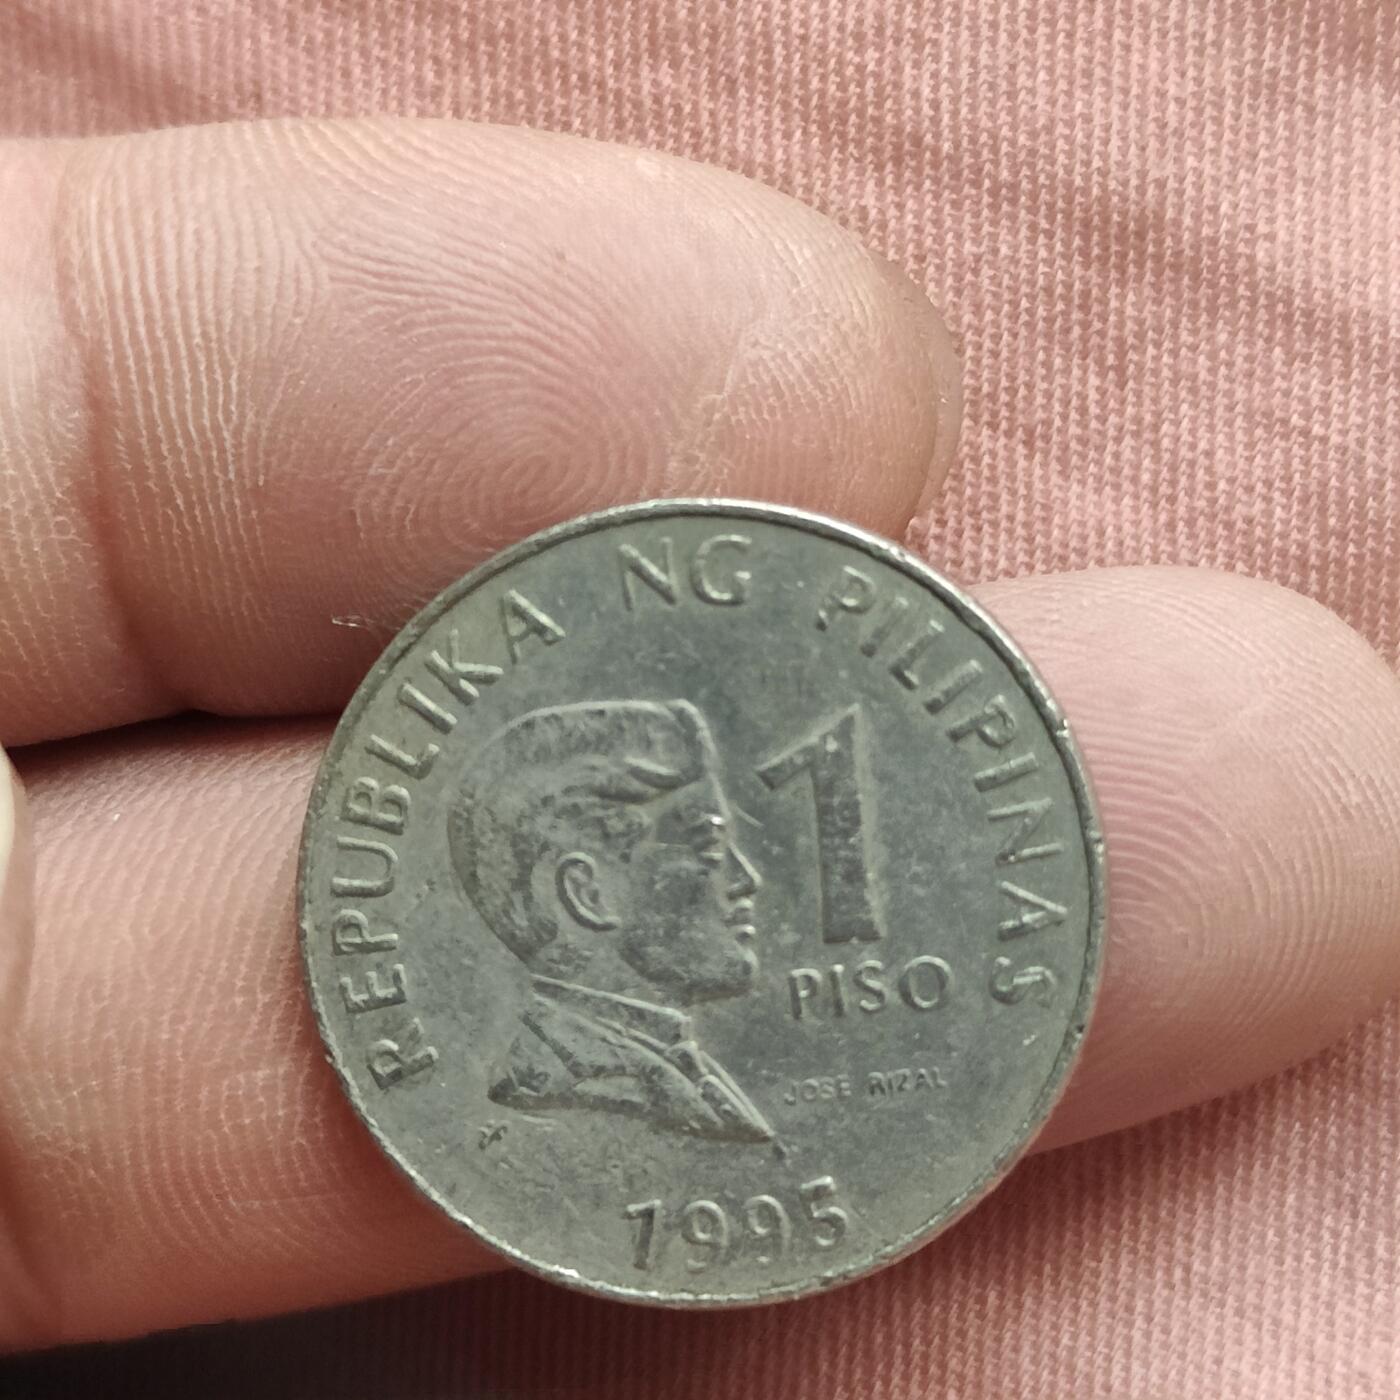 REPUBLIKA NG PILIPINAS
1
PISO
JOSE RIZAL
1995